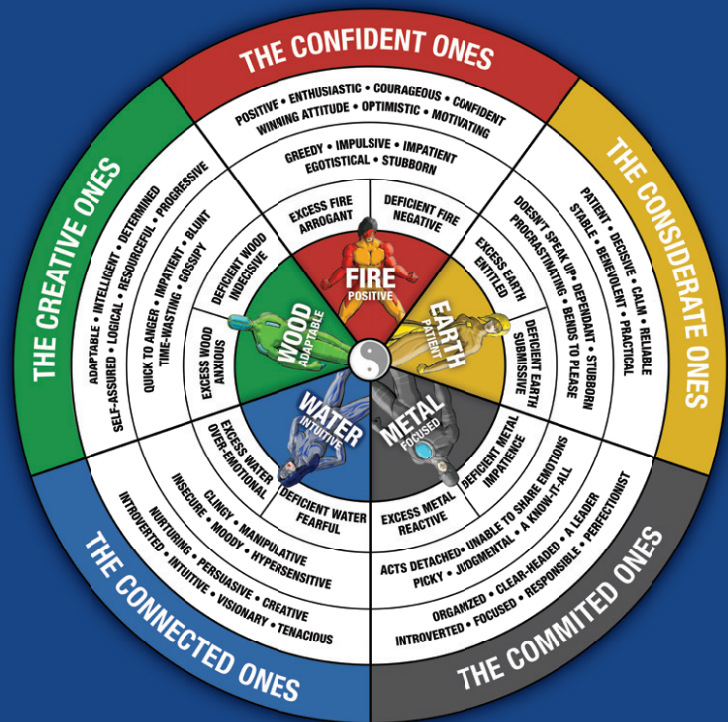 THE CONFIDENT ONES
POSITIVE • ENTHUSIASTIC • COURAGEOUS • CONFIDENT
WINNING ATTITUDE • OPTIMISTIC • MOTIVATING
GREEDY • IMPULSIVE • IMPATIENT
EGOTISTICAL • STUBBORN
EXCESS FIRE
ARROGANT
DEFICIENT FIRE
NEGATIVE
FIRE
POSITIVE
THE CONSIDERATE ONES
PATIENT • DECISIVE • CALM • RELIABLE
STABLE • BENEVOLENT • PRACTICAL
DOESN'T SPEAK UP • DEPENDANT • STUBBORN
PROCRASTINATING • BENDS TO PLEASE
EXCESS EARTH
ENTITLED
DEFICIENT EARTH
SUBMISSIVE
EARTH
PATIENT
THE COMMITED ONES
DEFICIENT METAL
IMPATIENCE
EXCESS METAL
REACTIVE
METAL
FOCUSED
ACTS DETACHED • UNABLE TO SHARE EMOTIONS
PICKY • JUDGMENTAL • A KNOW-IT-ALL
ORGANIZED • CLEAR-HEADED • A LEADER
INTROVERTED • FOCUSED • RESPONSIBLE • PERFECTIONIST
THE CONNECTED ONES
WATER
INTUITIVE
EXCESS WATER
OVER-EMOTIONAL
DEFICIENT WATER
FEARFUL
CLINGY • MANIPULATIVE
INSECURE • MOODY • HYPERSENSITIVE
NURTURING • PERSUASIVE • CREATIVE
INTROVERTED • INTUITIVE • VISIONARY • TENACIOUS
THE CREATIVE ONES
ADAPTABLE • INTELLIGENT • DETERMINED
SELF-ASSURED • LOGICAL • RESOURCEFUL • PROGRESSIVE
QUICK TO ANGER • IMPATIENT • BLUNT
TIME-WASTING • GOSSIPY
DEFICIENT WOOD
INDECISIVE
EXCESS WOOD
ANXIOUS
WOOD
ADAPTABLE